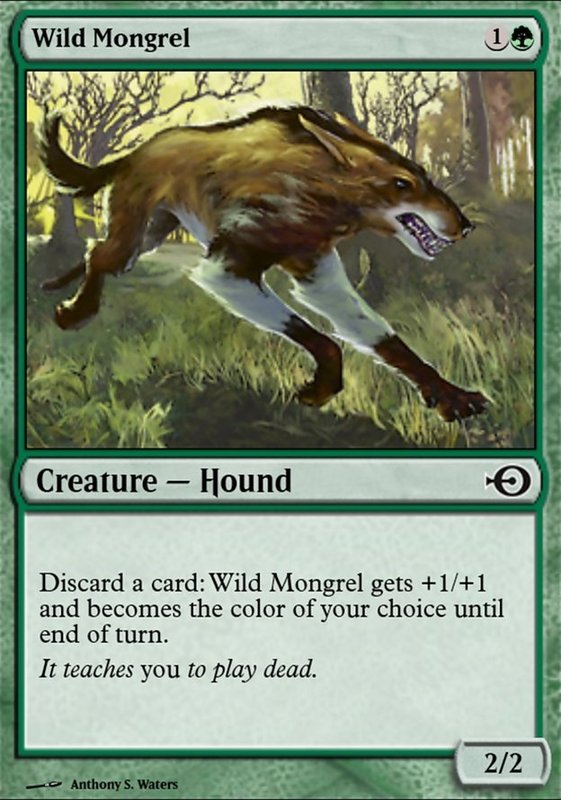 Wild Mongrel 1
Creature — Hound
Discard a card: Wild Mongrel gets +1/+1
and becomes the color of your choice until
end of turn.
It teaches you to play dead.
2/2
Anthony S. Waters